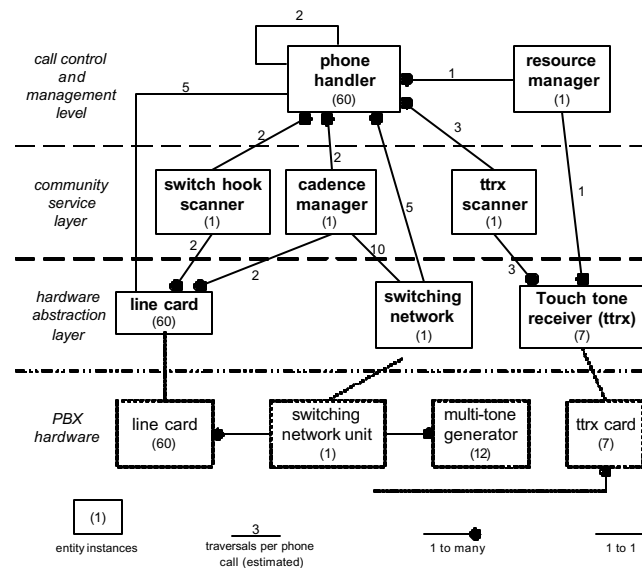 2
call control
and
management
level
phone
handler
(60)
resource
manager
(1)
5
1
2
2
3
community
service
layer
switch hook
scanner
(1)
cadence
manager
(1)
ttrx
scanner
(1)
5
1
2
2
10
3
hardware
abstraction
layer
line card
(60)
switching
network
(1)
Touch tone
receiver (ttrx)
(7)
PBX
hardware
line card
(60)
switching
network unit
(1)
multi-tone
generator
(12)
ttrx card
(7)
(1)
entity instances
3
traversals per phone
call (estimated)
1 to many
1 to 1